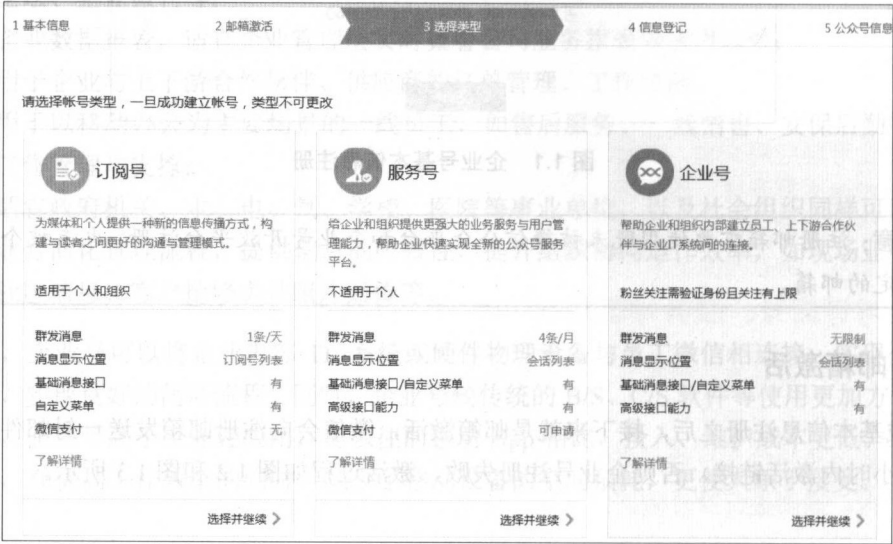 1 基本信息
2 邮箱激活
3 选择类型
4 信息登记
5 公众号信息
请选择帐号类型，一旦成功建立帐号，类型不可更改
订阅号
为媒体和个人提供一种新的信息传播方式，构
建与读者之间更好的沟通与管理模式。
适用于个人和组织
群发消息 1条/天
消息显示位置 订阅号列表
基础消息接口 有
自定义菜单 有
微信支付 无
了解详情
选择并继续
服务号
给企业和组织提供更强大的业务服务与用户管
理能力，帮助企业快速实现全新的公众号服务
平台。
不适用于个人
群发消息 4条/月
消息显示位置 会话列表
基础消息接口/自定义菜单 有
高级接口能力 有
微信支付 可申请
了解详情
选择并继续
企业号
帮助企业和组织内部建立员工、上下游合作伙
伴与企业IT系统间的连接。
粉丝关注需验证身份且关注有上限
群发消息 无限制
消息显示位置 会话列表
基础消息接口/自定义菜单 有
高级接口能力 有
了解详情
选择并继续